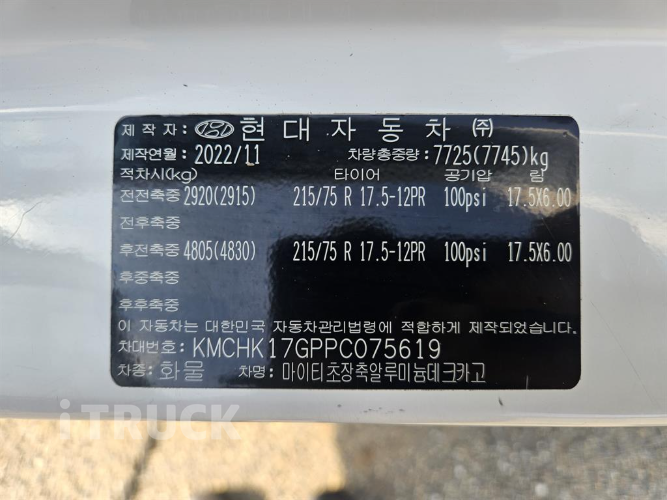 제 작 자: 현 대 자 동 차 ㈜
제작연월: 2022/11 차량총중량: 7725(7745)kg
적차시(kg) 타이어 공기압 림
전전축중 2920(2915) 215/75 R 17.5-12PR 100psi 17.5X6.00
전후축중
후전축중 4805(4830) 215/75 R 17.5-12PR 100psi 17.5X6.00
후중축중
후후축중
이 자동차는 대한민국 자동차관리법령에 적합하게 제작되었습니다.
차대번호: KMCHK17GPPC075619
차종: 화물 차명: 마이티초장축알루미늄데크카고
iTRUCK